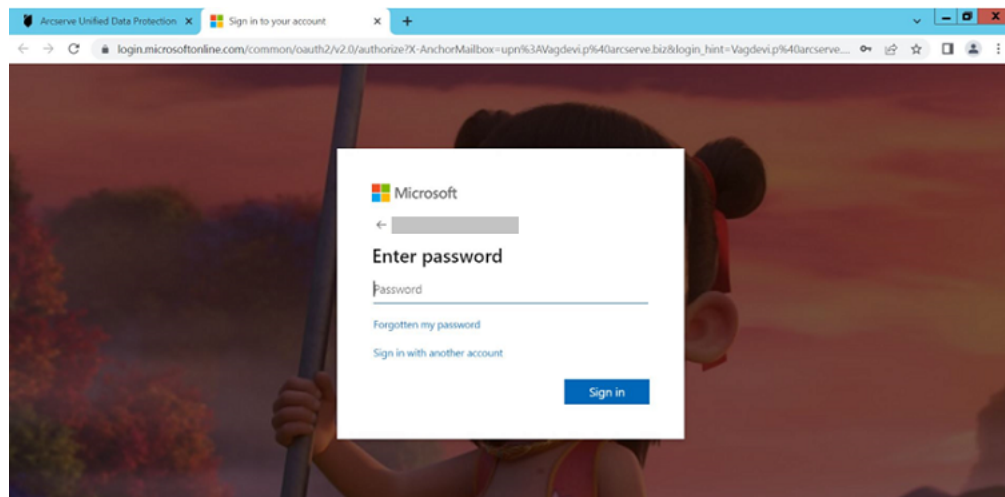 Arcserve Unified Data Protection
Sign in to your account
login.microsoftonline.com/common/oauth2/v2.0/authorize?X-AnchorMailbox=upn%3AVagdevi.p%40arcserve.biz&login_hint=Vagdevi.p%40arcserve...
Microsoft
Enter password
Password
Forgotten my password
Sign in with another account
Sign in